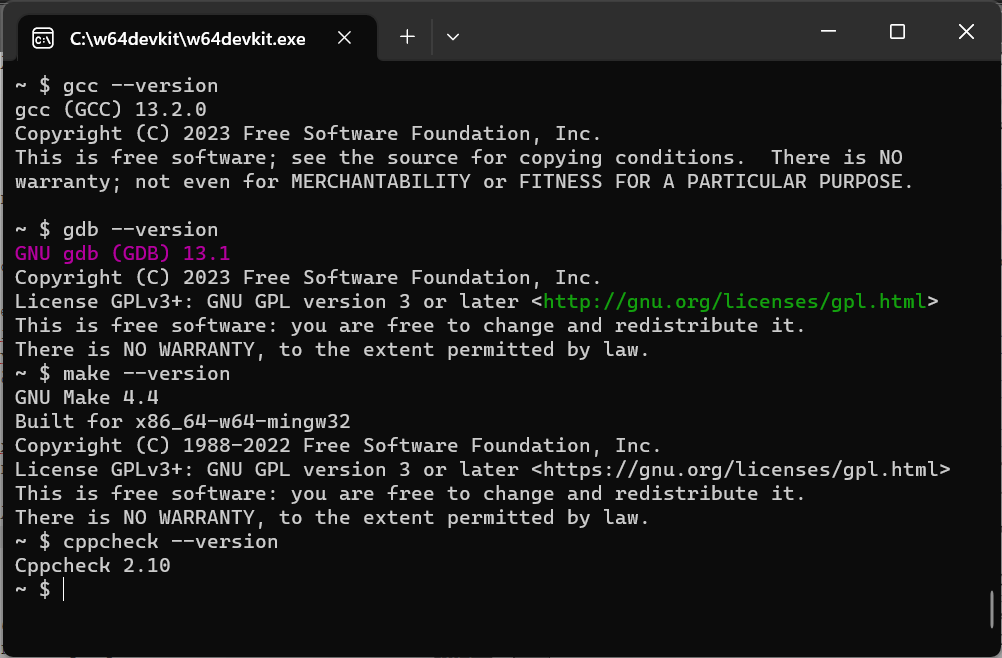 C:\w64devkit\w64devkit.exe
~ $ gcc --version
gcc (GCC) 13.2.0
Copyright (C) 2023 Free Software Foundation, Inc.
This is free software; see the source for copying conditions.  There is NO
warranty; not even for MERCHANTABILITY or FITNESS FOR A PARTICULAR PURPOSE.
~ $ gdb --version
GNU gdb (GDB) 13.1
Copyright (C) 2023 Free Software Foundation, Inc.
License GPLv3+: GNU GPL version 3 or later <http://gnu.org/licenses/gpl.html>
This is free software: you are free to change and redistribute it.
There is NO WARRANTY, to the extent permitted by law.
~ $ make --version
GNU Make 4.4
Built for x86_64-w64-mingw32
Copyright (C) 1988-2022 Free Software Foundation, Inc.
License GPLv3+: GNU GPL version 3 or later <https://gnu.org/licenses/gpl.html>
This is free software: you are free to change and redistribute it.
There is NO WARRANTY, to the extent permitted by law.
~ $ cppcheck --version
Cppcheck 2.10
~ $